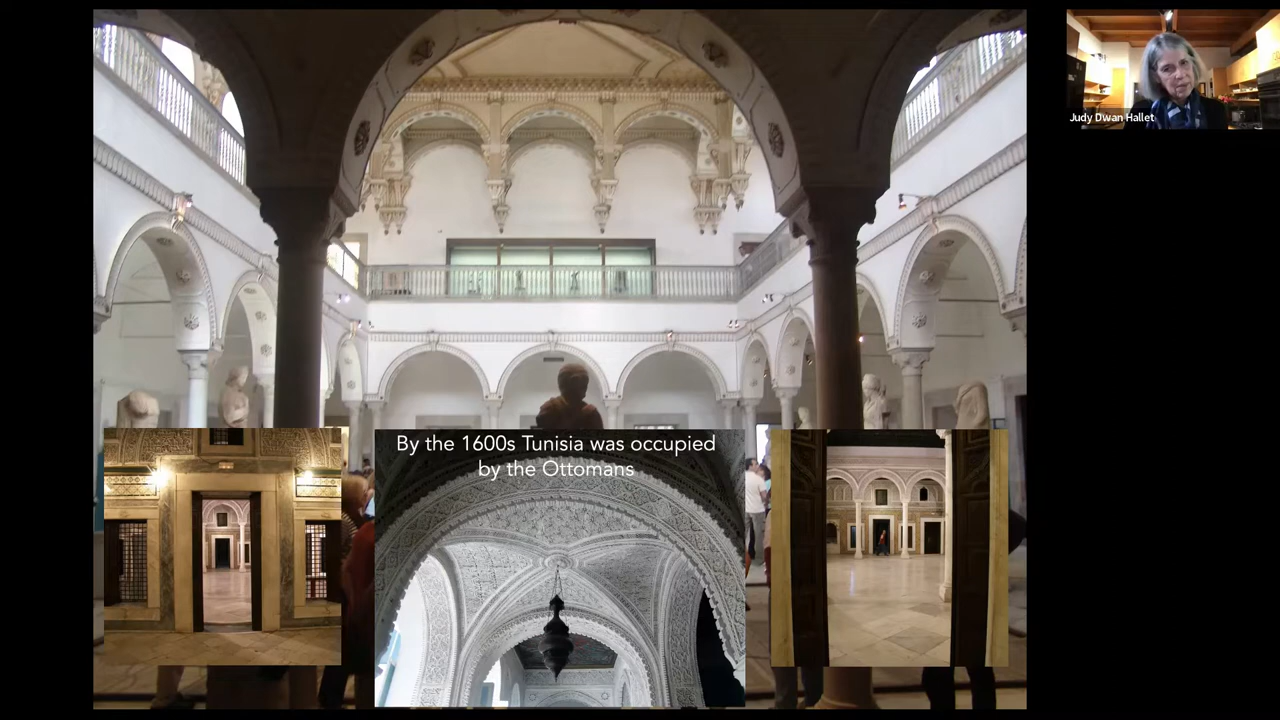 By the 1600s Tunisia was occupied
by the Ottomans
Judy Dwan Hallet